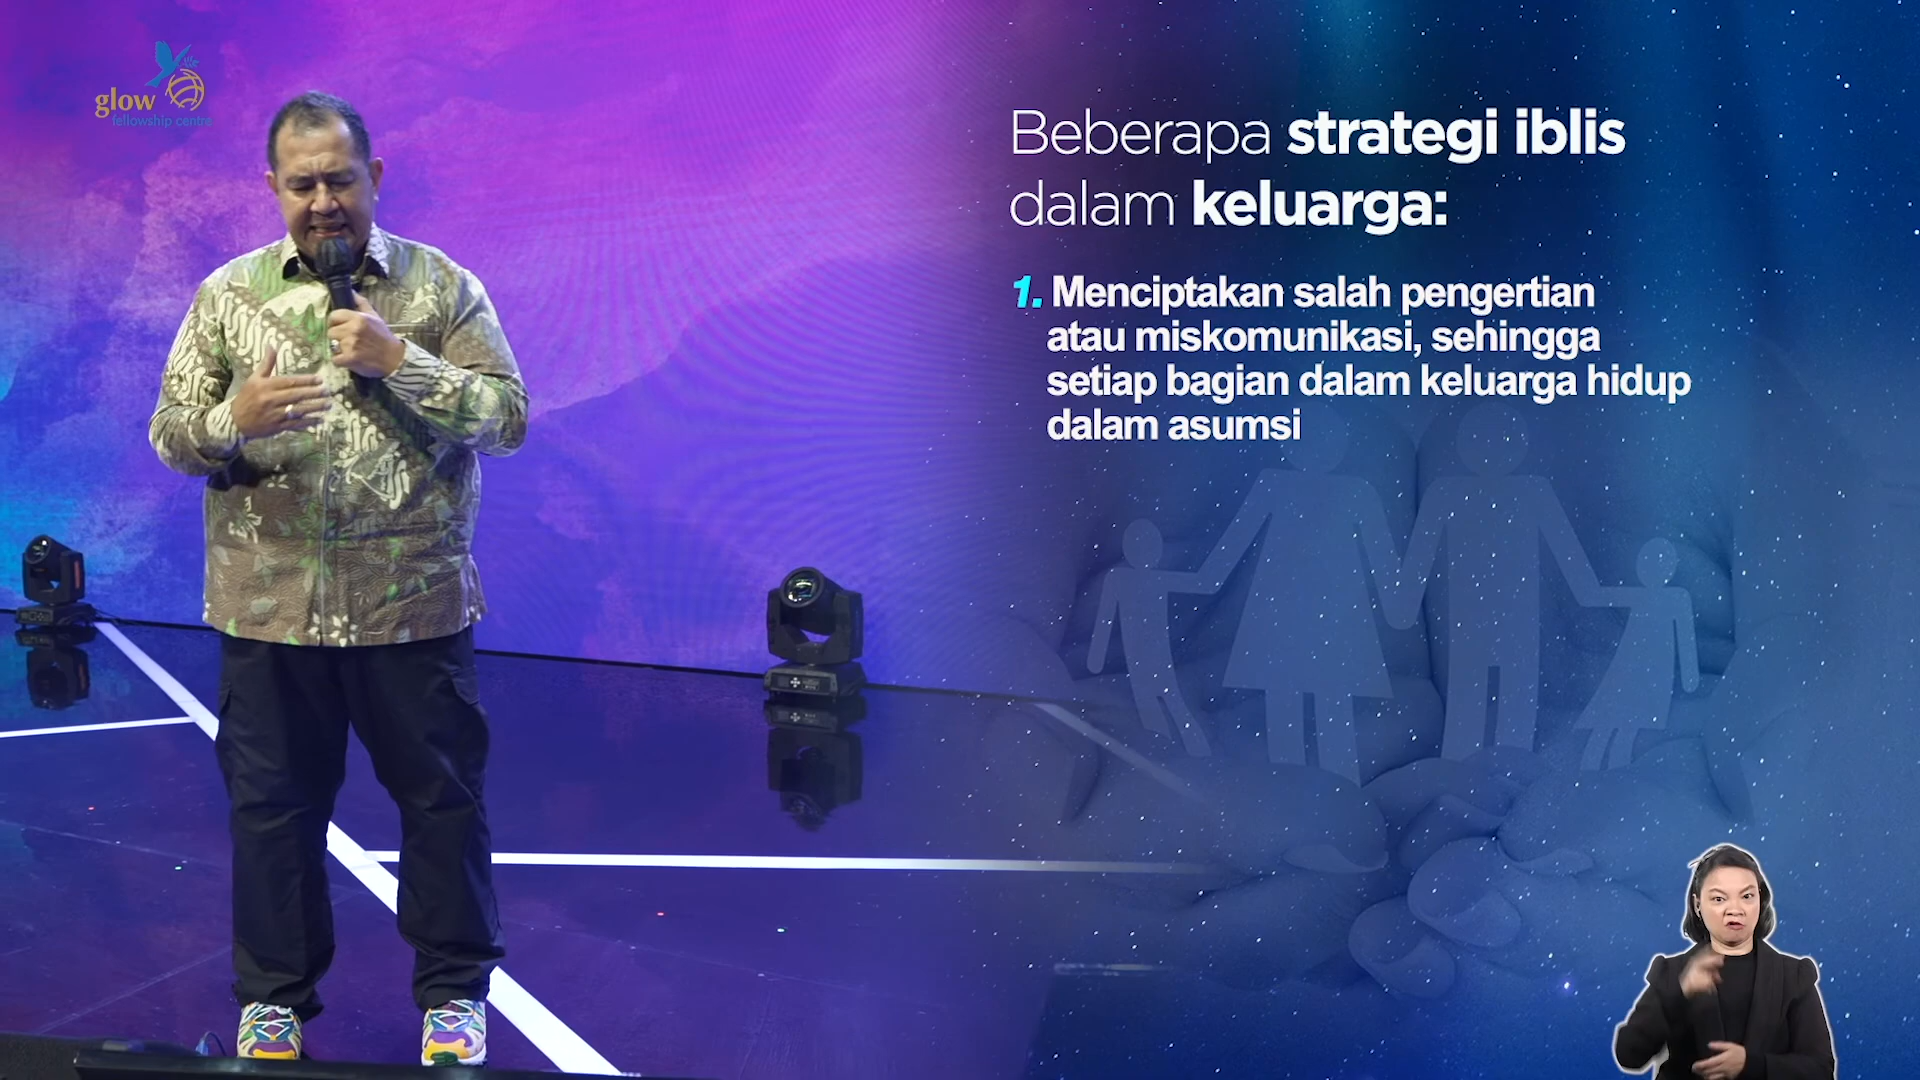 glow
fellowship centre
Beberapa strategi iblis
dalam keluarga:
1. Menciptakan salah pengertian
atau miskomunikasi, sehingga
setiap bagian dalam keluarga hidup
dalam asumsi